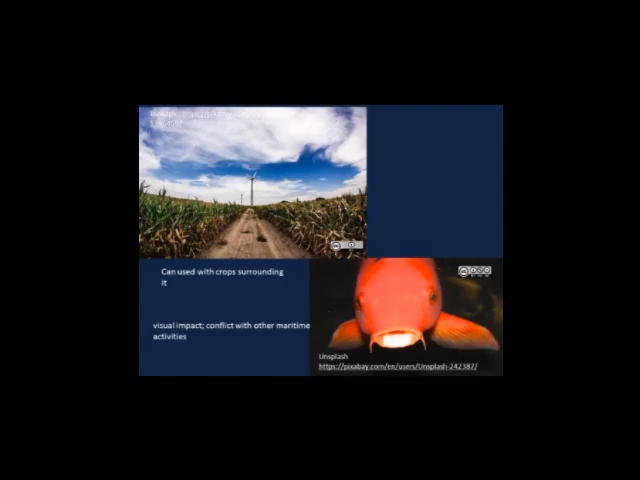 Can used with crops surrounding
it
visual impact; conflict with other maritime
activities
Unsplash
https://pixabay.com/en/users/Unsplash-242387/